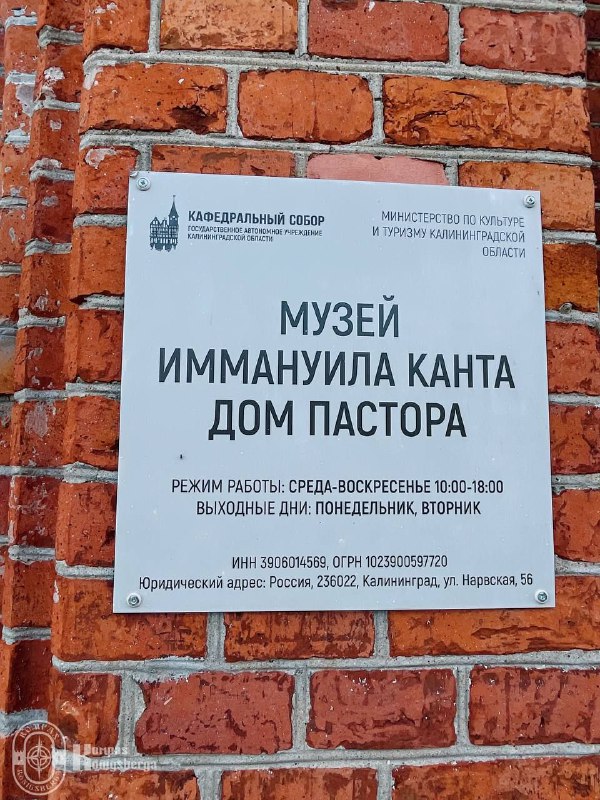 КАФЕДРАЛЬНЫЙ СОБОР
ГОСУДАРСТВЕННОЕ АВТОНОМНОЕ УЧРЕЖДЕНИЕ
КАЛИНИНГРАДСКОЙ ОБЛАСТИ
МИНИСТЕРСТВО ПО КУЛЬТУРЕ
И ТУРИЗМУ КАЛИНИНГРАДСКОЙ
ОБЛАСТИ
МУЗЕЙ
ИММАНУИЛА КАНТА
ДОМ ПАСТОРА
РЕЖИМ РАБОТЫ: СРЕДА-ВОСКРЕСЕНЬЕ 10:00-18:00
ВЫХОДНЫЕ ДНИ: ПОНЕДЕЛЬНИК, ВТОРНИК
ИНН 3906014569, ОГРН 1023900597720
Юридический адрес: Россия, 236022, Калининград, ул. Нарвская, 56